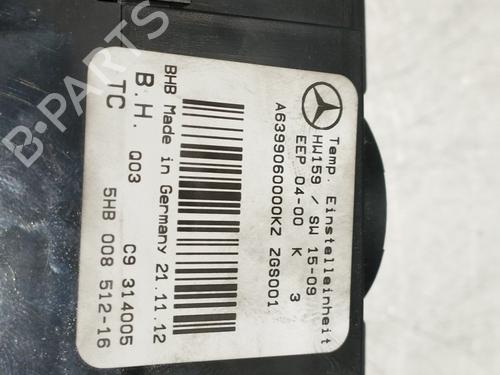 Temp. Einstelleinheit
HW159 / SW 15-09
EEP 04-00 K 3
A6399060000KZ ZGS001
BHB Made in Germany 21.11.12
B.H. Q03 C9 314005
TC 5HB 008 512-16
B-PARTS